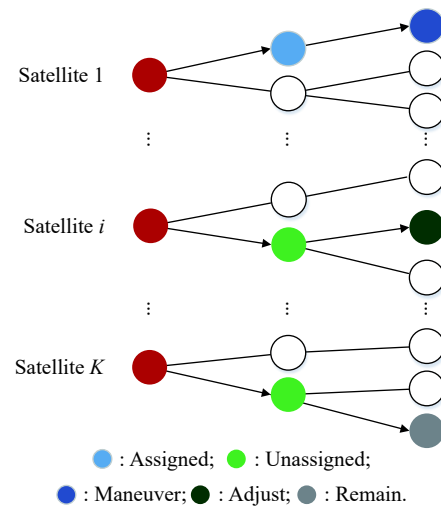 Satellite 1
⋮ ⋮ ⋮
Satellite i
⋮ ⋮ ⋮
Satellite K
: Assigned; : Unassigned;
: Maneuver; : Adjust; : Remain.